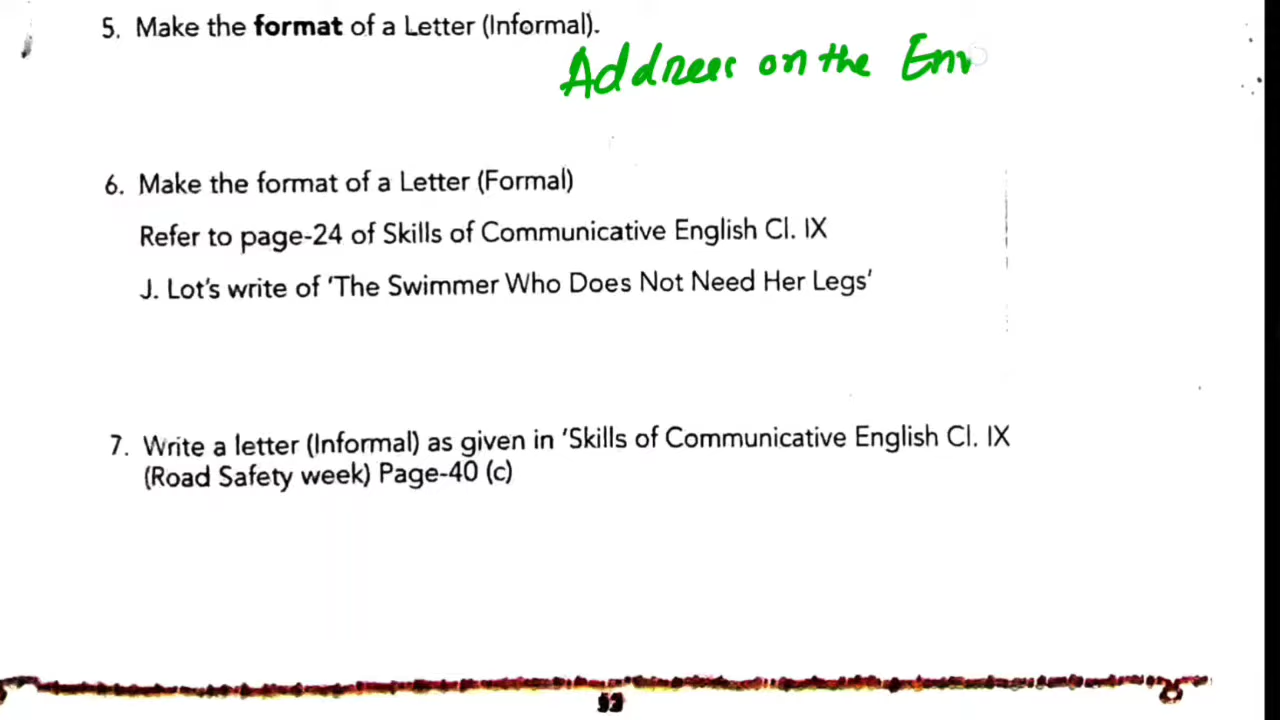 5. Make the format of a Letter (Informal).
Address on the Env
6. Make the format of a Letter (Formal)
Refer to page-24 of Skills of Communicative English Cl. IX
J. Lot's write of 'The Swimmer Who Does Not Need Her Legs'
7. Write a letter (Informal) as given in 'Skills of Communicative English Cl. IX
(Road Safety week) Page-40 (c)